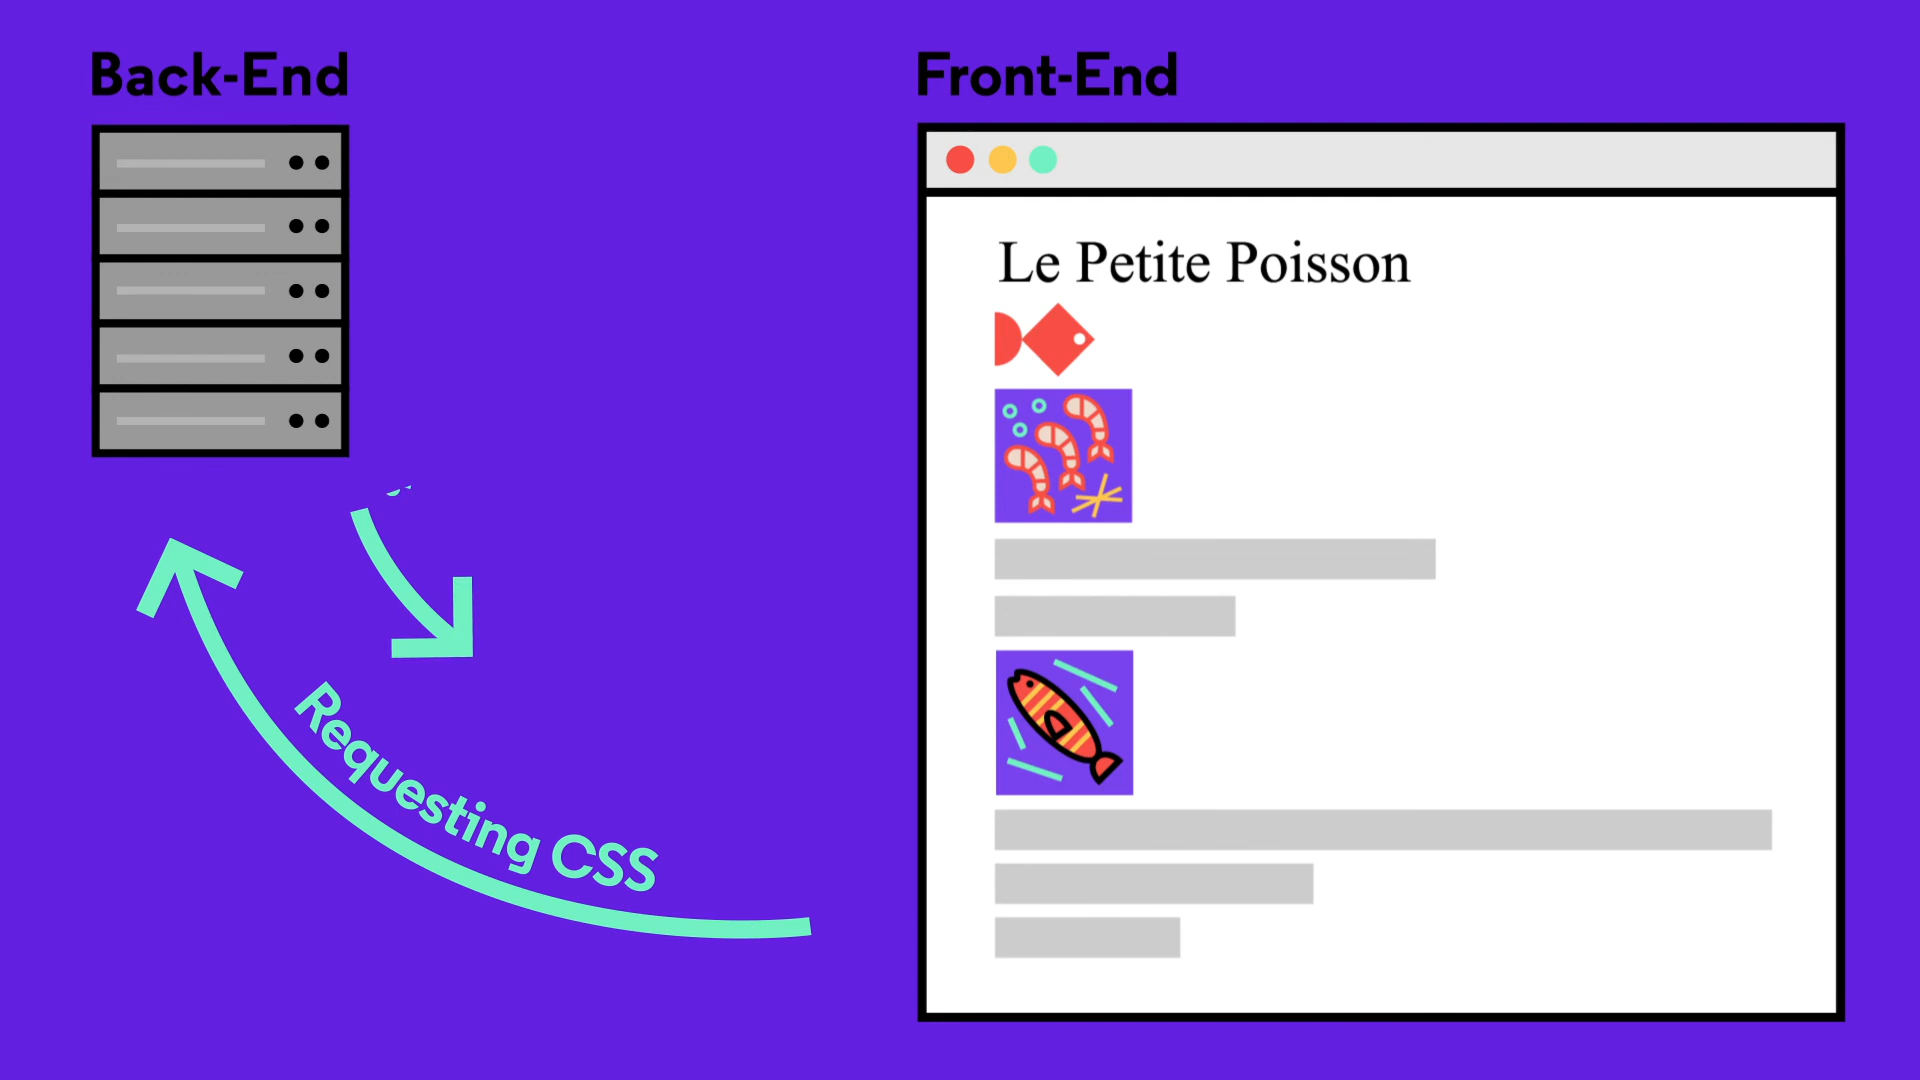 Back-End
Front-End
Le Petite Poisson
Requesting CSS